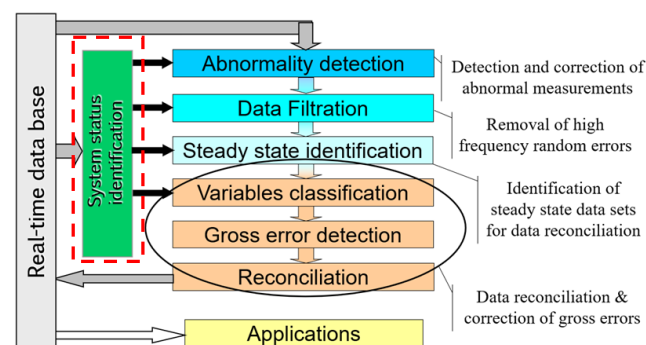 Real-time data base
System status
identification
Abnormality detection
Data Filtration
Steady state identification
Variables classification
Gross error detection
Reconciliation
Applications
Detection and correction of
abnormal measurements
Removal of high
frequency random errors
Identification of
steady state data sets
for data reconciliation
Data reconciliation &
correction of gross errors